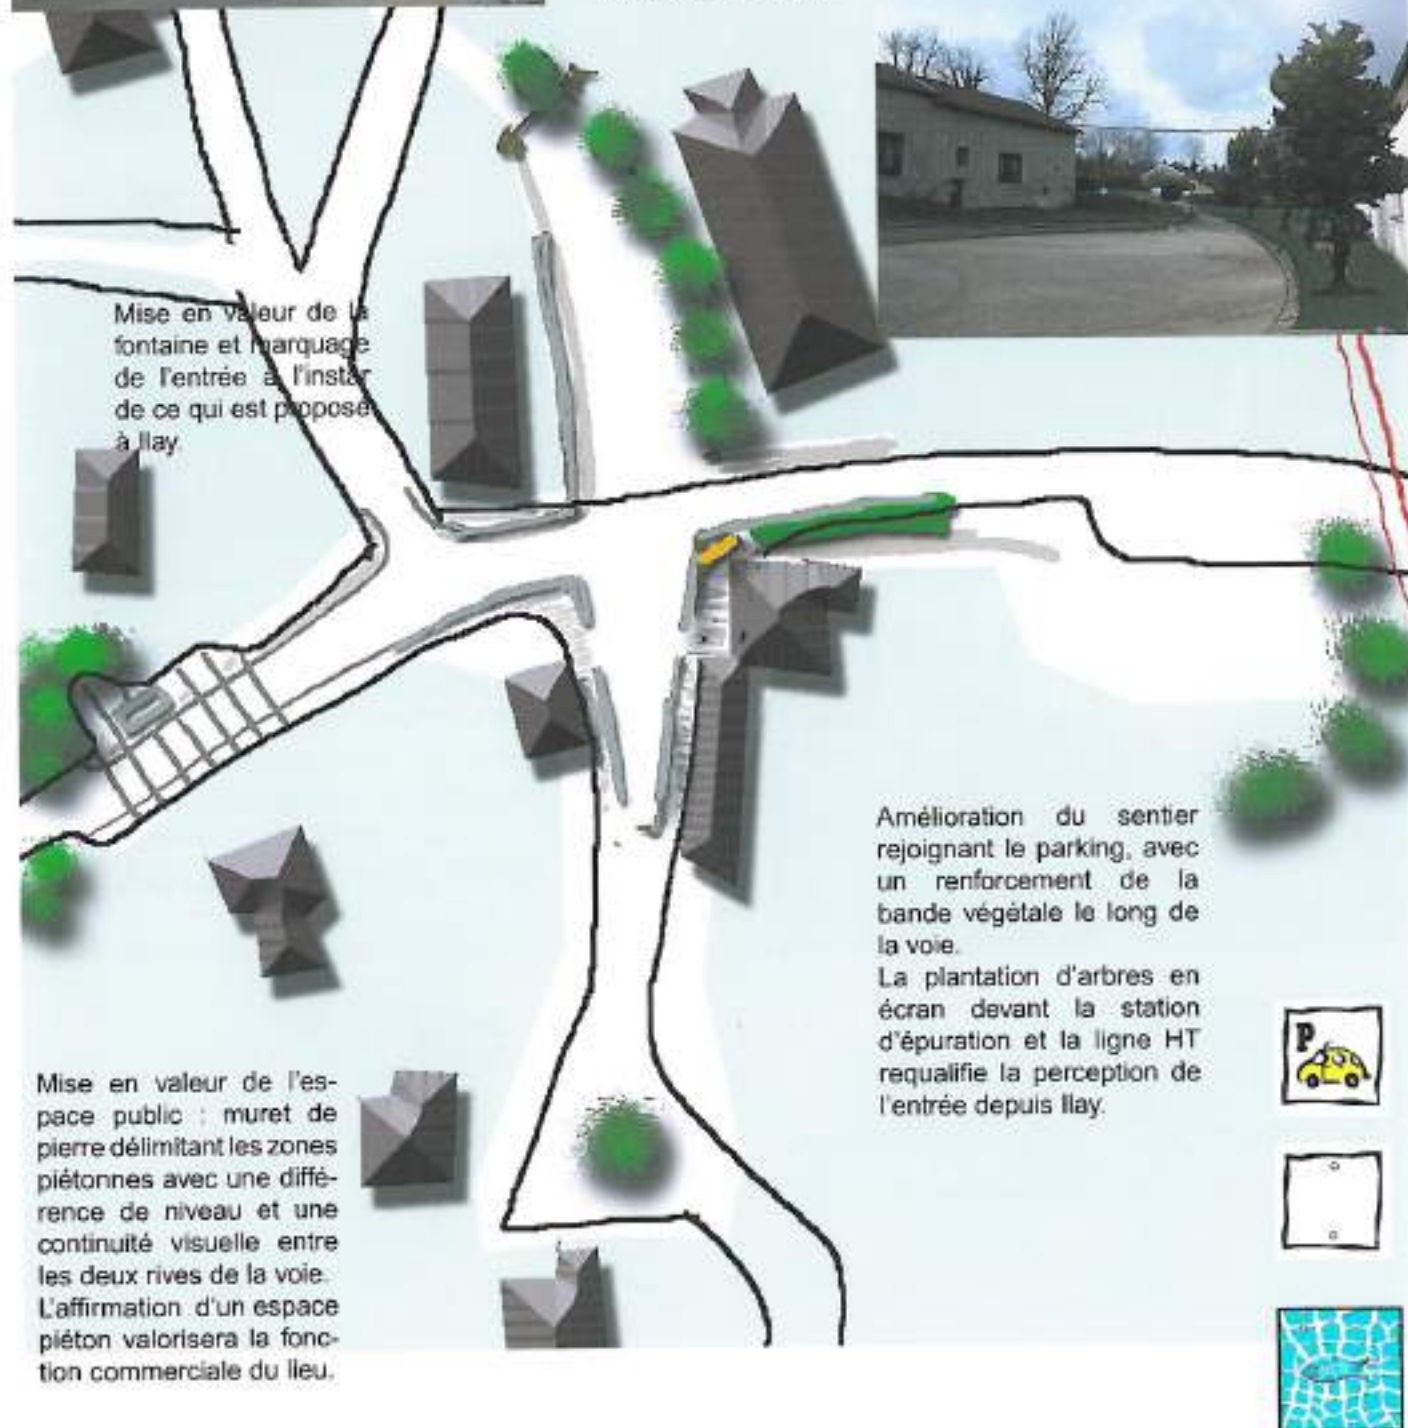 Mise en valeur de la
fontaine et marquage
de l'entrée à l'instar
de ce qui est proposé
à Ilay.
Amélioration du sentier
rejoignant le parking, avec
un renforcement de la
bande végétale le long de
la voie.
La plantation d'arbres en
écran devant la station
d'épuration et la ligne HT
requalifie la perception de
l'entrée depuis Ilay.
Mise en valeur de l'es-
pace public : muret de
pierre délimitant les zones
piétonnes avec une diffé-
rence de niveau et une
continuité visuelle entre
les deux rives de la voie.
L'affirmation d'un espace
piéton valorisera la fonc-
tion commerciale du lieu.
P